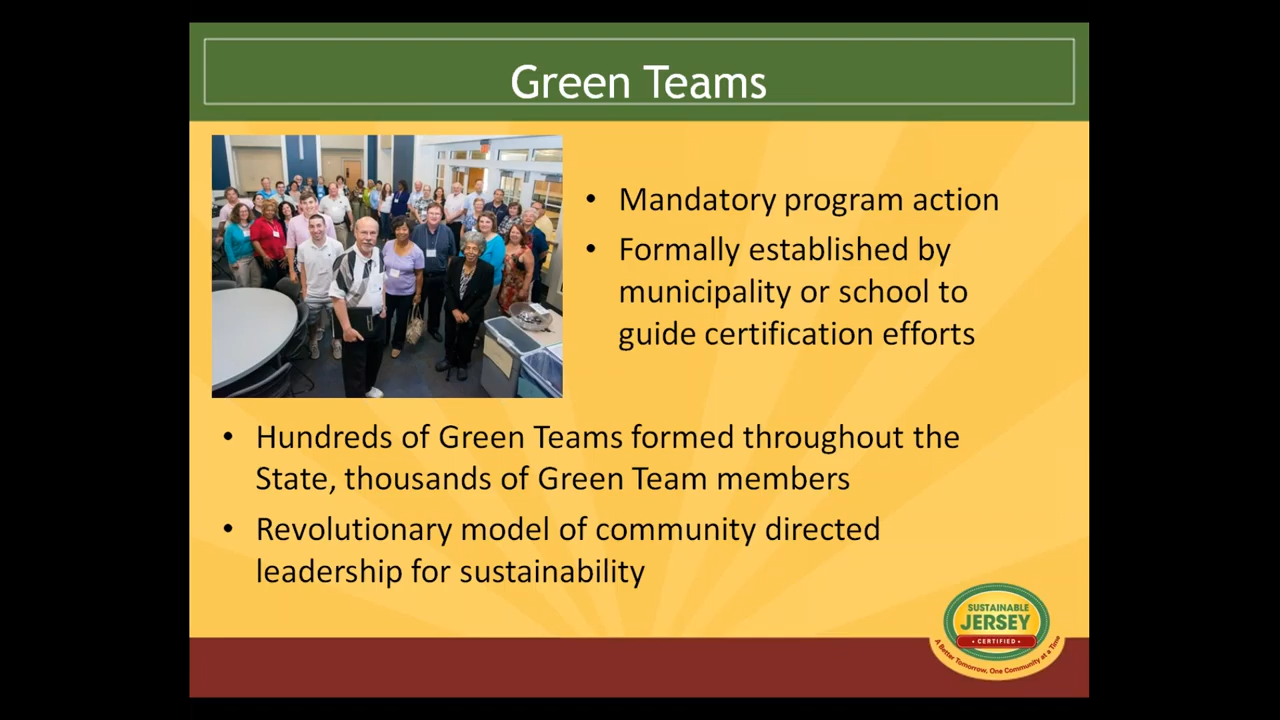 Green Teams
• Mandatory program action
• Formally established by
municipality or school to
guide certification efforts
• Hundreds of Green Teams formed throughout the
State, thousands of Green Team members
• Revolutionary model of community directed
leadership for sustainability
SUSTAINABLE
JERSEY
• CERTIFIED •
A Better Tomorrow, One Community at a Time